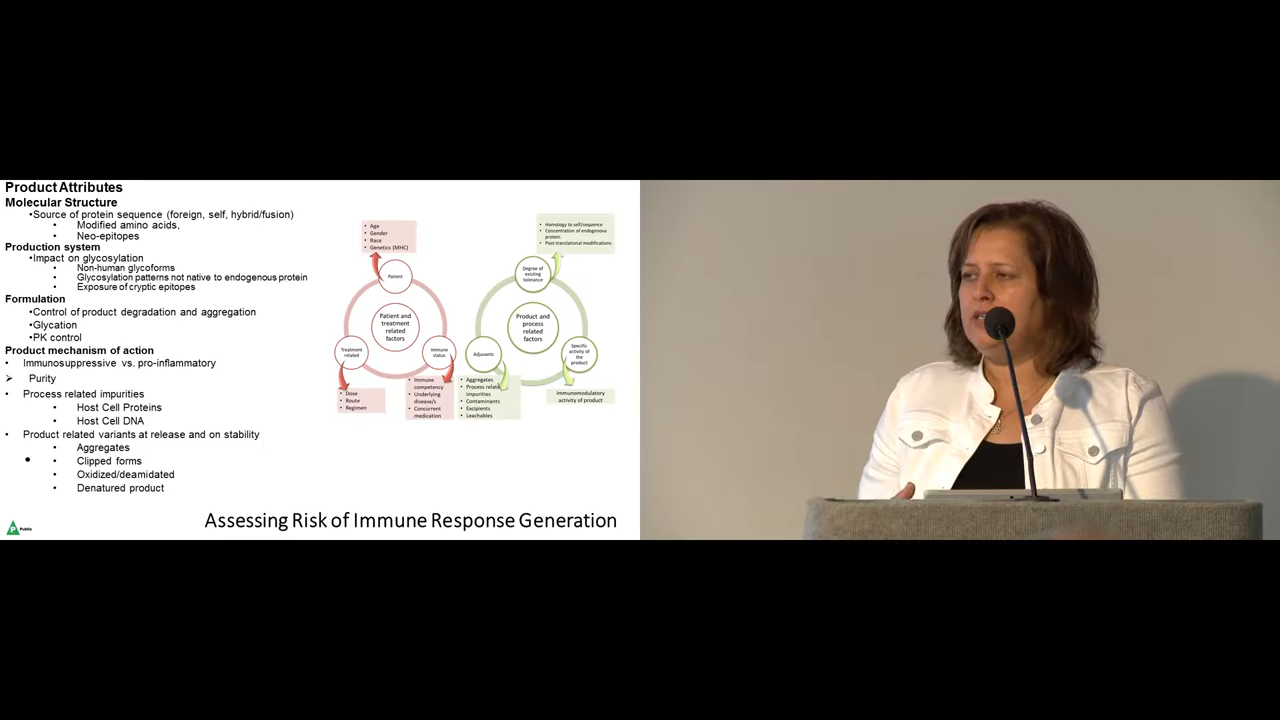 Product Attributes
Molecular Structure
•Source of protein sequence (foreign, self, hybrid/fusion)
• Modified amino acids,
• Neo-epitopes
Production system
•Impact on glycosylation
• Non-human glycoforms
• Glycosylation patterns not native to endogenous protein
• Exposure of cryptic epitopes
Formulation
•Control of product degradation and aggregation
•Glycation
•PK control
Product mechanism of action
• Immunosuppressive vs. pro-inflammatory
➢ Purity
• Process related impurities
• Host Cell Proteins
• Host Cell DNA
• Product related variants at release and on stability
• Aggregates
• Clipped forms
• Oxidized/deamidated
• Denatured product
• Age
• Gender
• Race
• Genetics (MHC)
Patient
Patient and
treatment
related
factors
Treatment
related
Immune
status
• Dose
• Route
• Regimen
• Immune
competency
• Underlying
disease/s
• Concurrent
medication
• Homology to self/sequence
• Concentration of endogenous
protein
• Post-translational modifications
Degree of
existing
tolerance
Product and
process
related
factors
Adjuvants
Specific
activity of
the
product
• Aggregates
• Process
impurities
• Contaminants
• Excipients
• Leachables
Immunomodulatory
activity of product
Assessing Risk of Immune Response Generation
P
Public